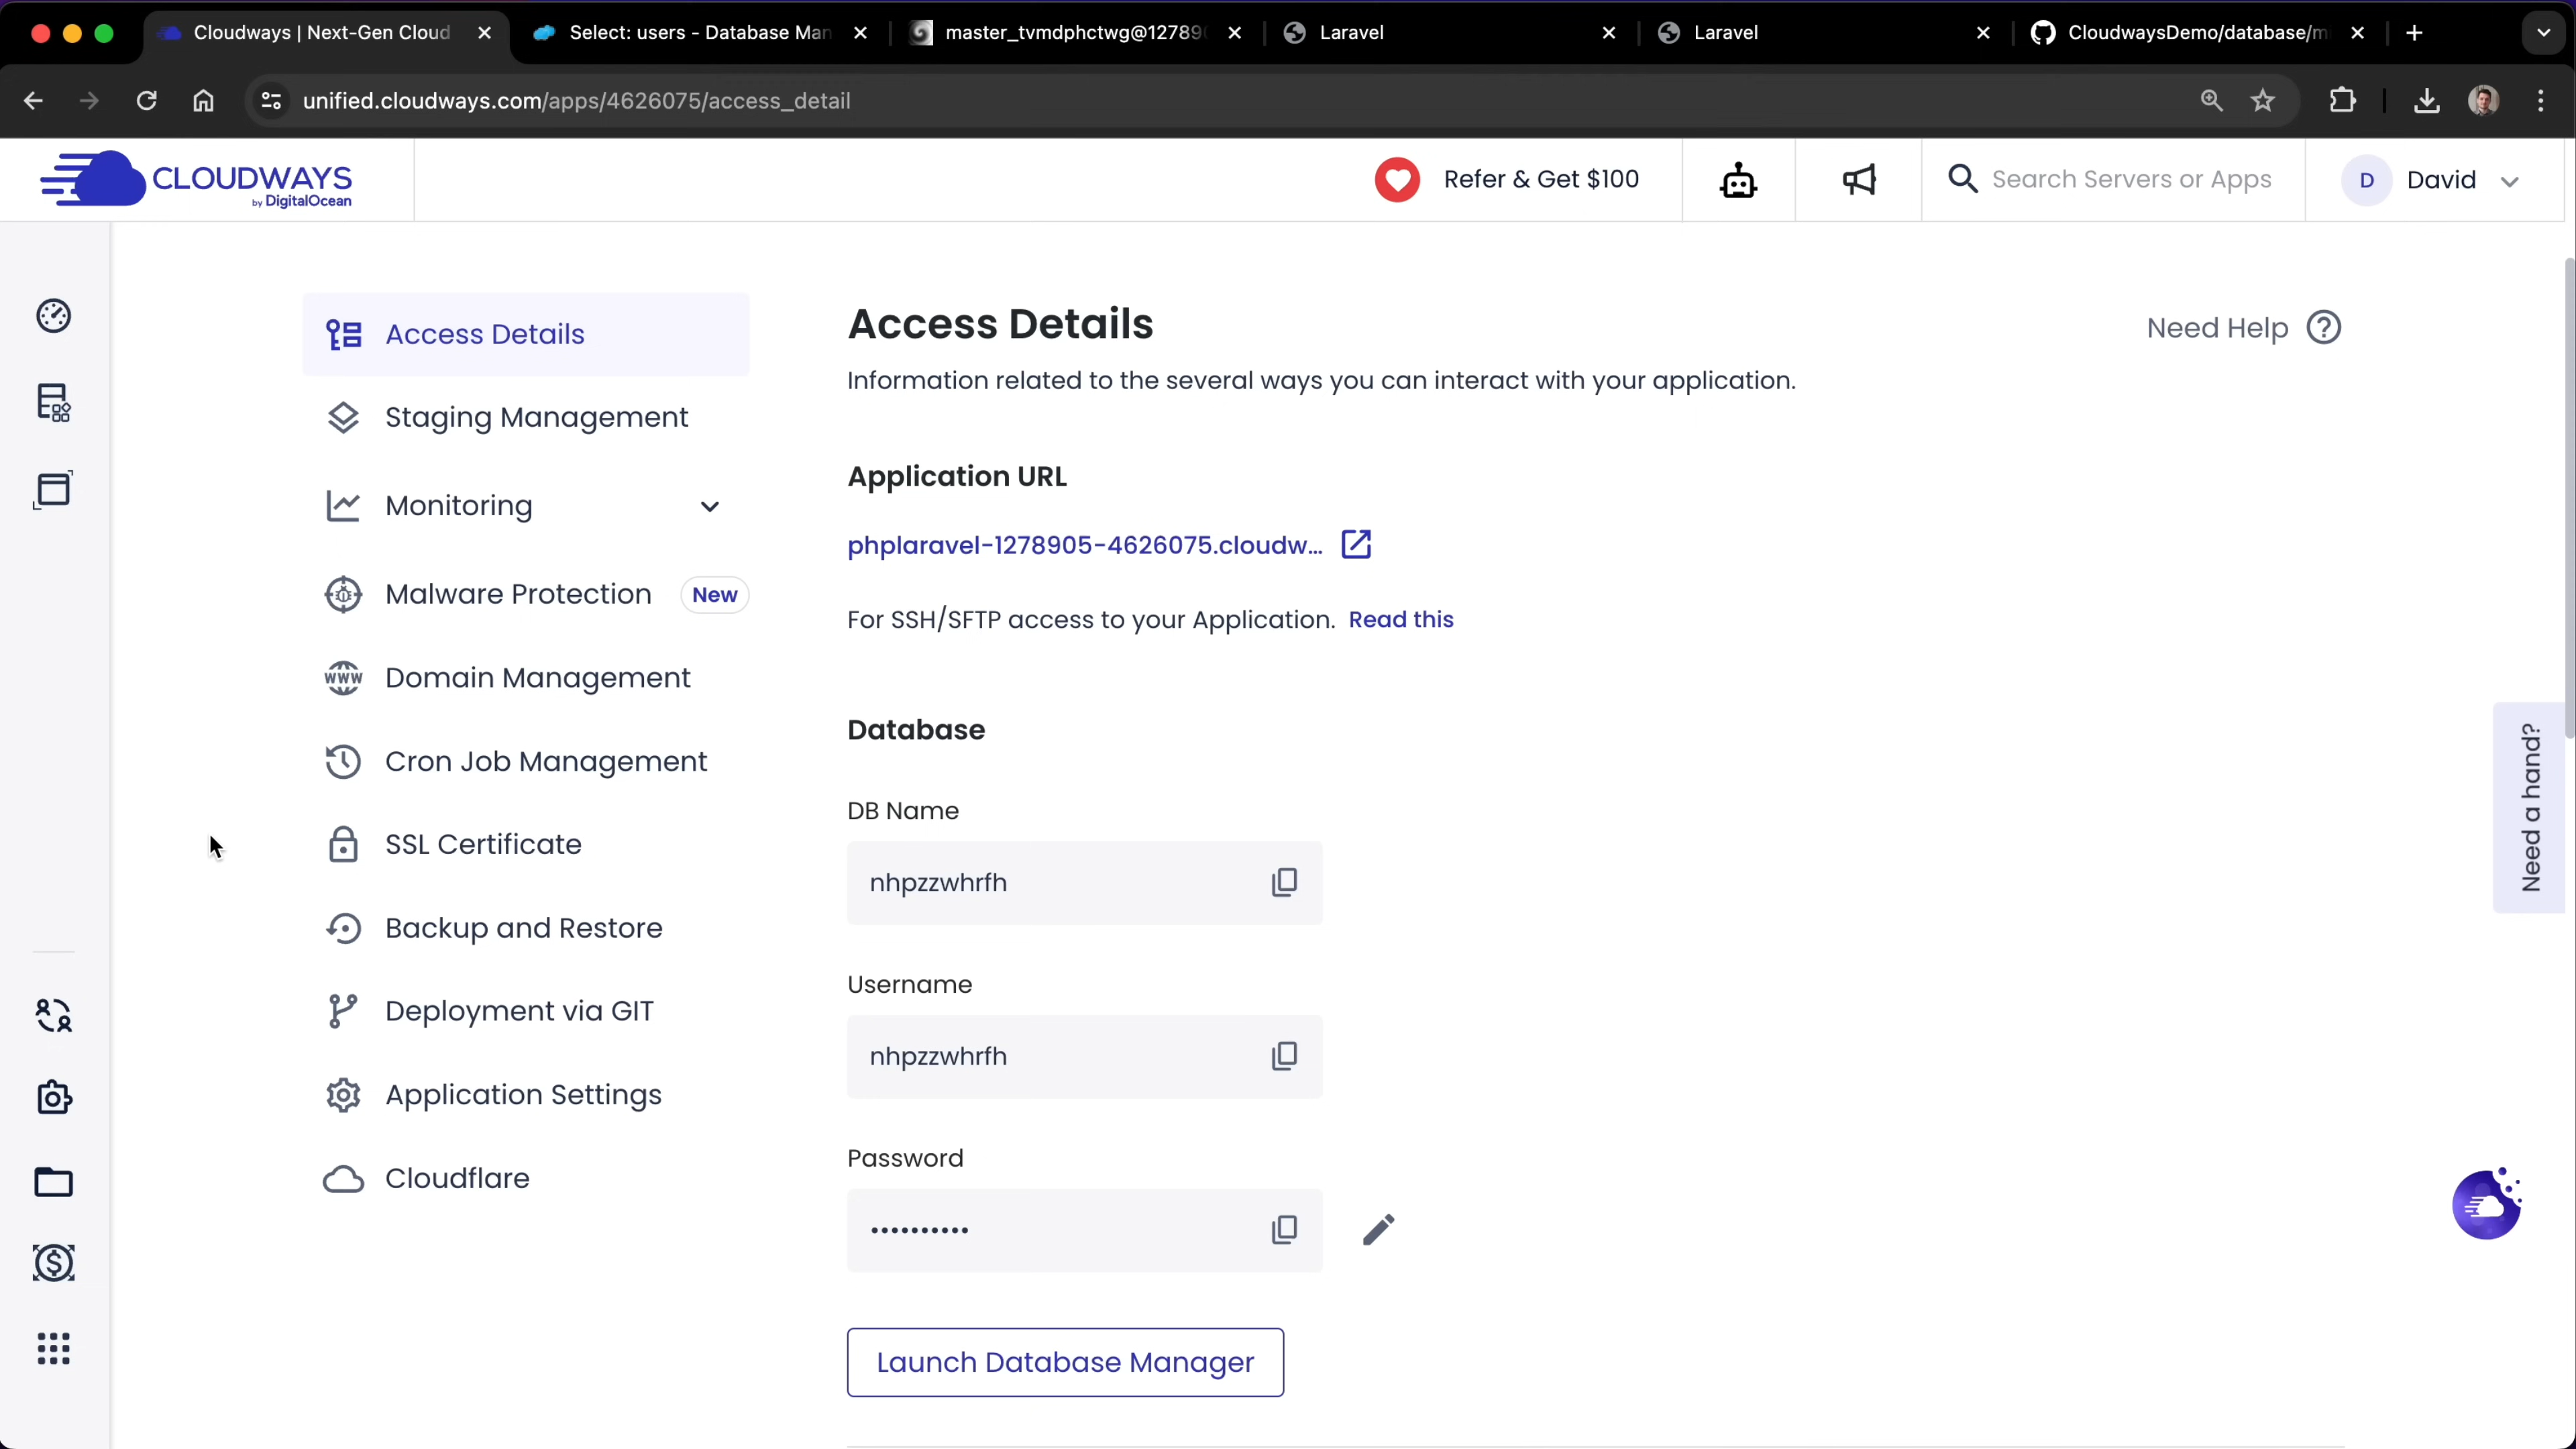 Cloudways | Next-Gen Cloud
Select: users - Database Man
master_tvmdphctwg@12789
Laravel
Laravel
CloudwaysDemo/database/m
unified.cloudways.com/apps/4626075/access_detail
CLOUDWAYS
by DigitalOcean
Refer & Get $100
Search Servers or Apps
D
David
Access Details
Staging Management
Monitoring
Malware Protection
New
Domain Management
Cron Job Management
SSL Certificate
Backup and Restore
Deployment via GIT
Application Settings
Cloudflare
Access Details
Need Help
Information related to the several ways you can interact with your application.
Application URL
phplaravel-1278905-4626075.cloudw...
For SSH/SFTP access to your Application. Read this
Database
DB Name
nhpzzwhrfh
Username
nhpzzwhrfh
Password
••••••••••
Launch Database Manager
Need a hand?